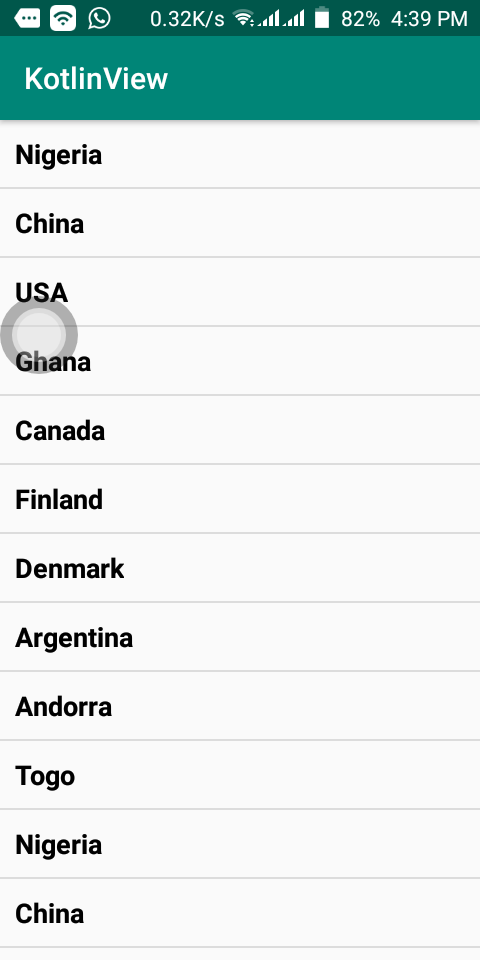 0.32K/s 82% 4:39 PM
KotlinView
Nigeria
China
USA
Ghana
Canada
Finland
Denmark
Argentina
Andorra
Togo
Nigeria
China